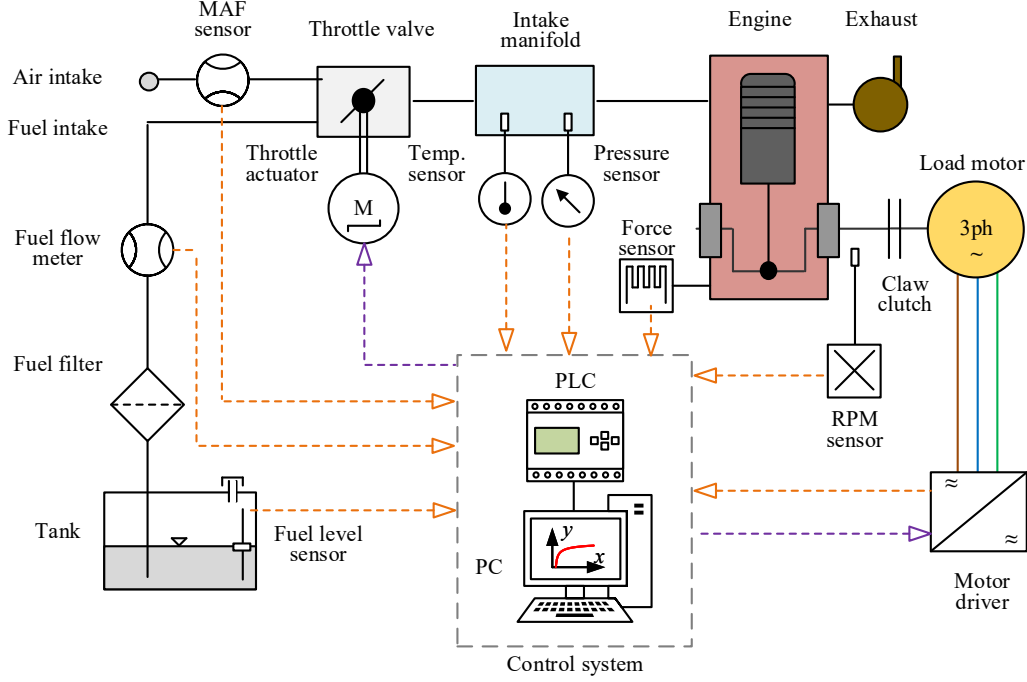 MAF
sensor
Throttle valve
Intake
manifold
Engine
Exhaust
Air intake
Fuel intake
Throttle
actuator
Temp.
sensor
Pressure
sensor
Load motor
M
3ph
~
Fuel flow
meter
Force
sensor
Claw
clutch
Fuel filter
PLC
RPM
sensor
Tank
Fuel level
sensor
≈
≈
y
x
PC
Motor
driver
Control system